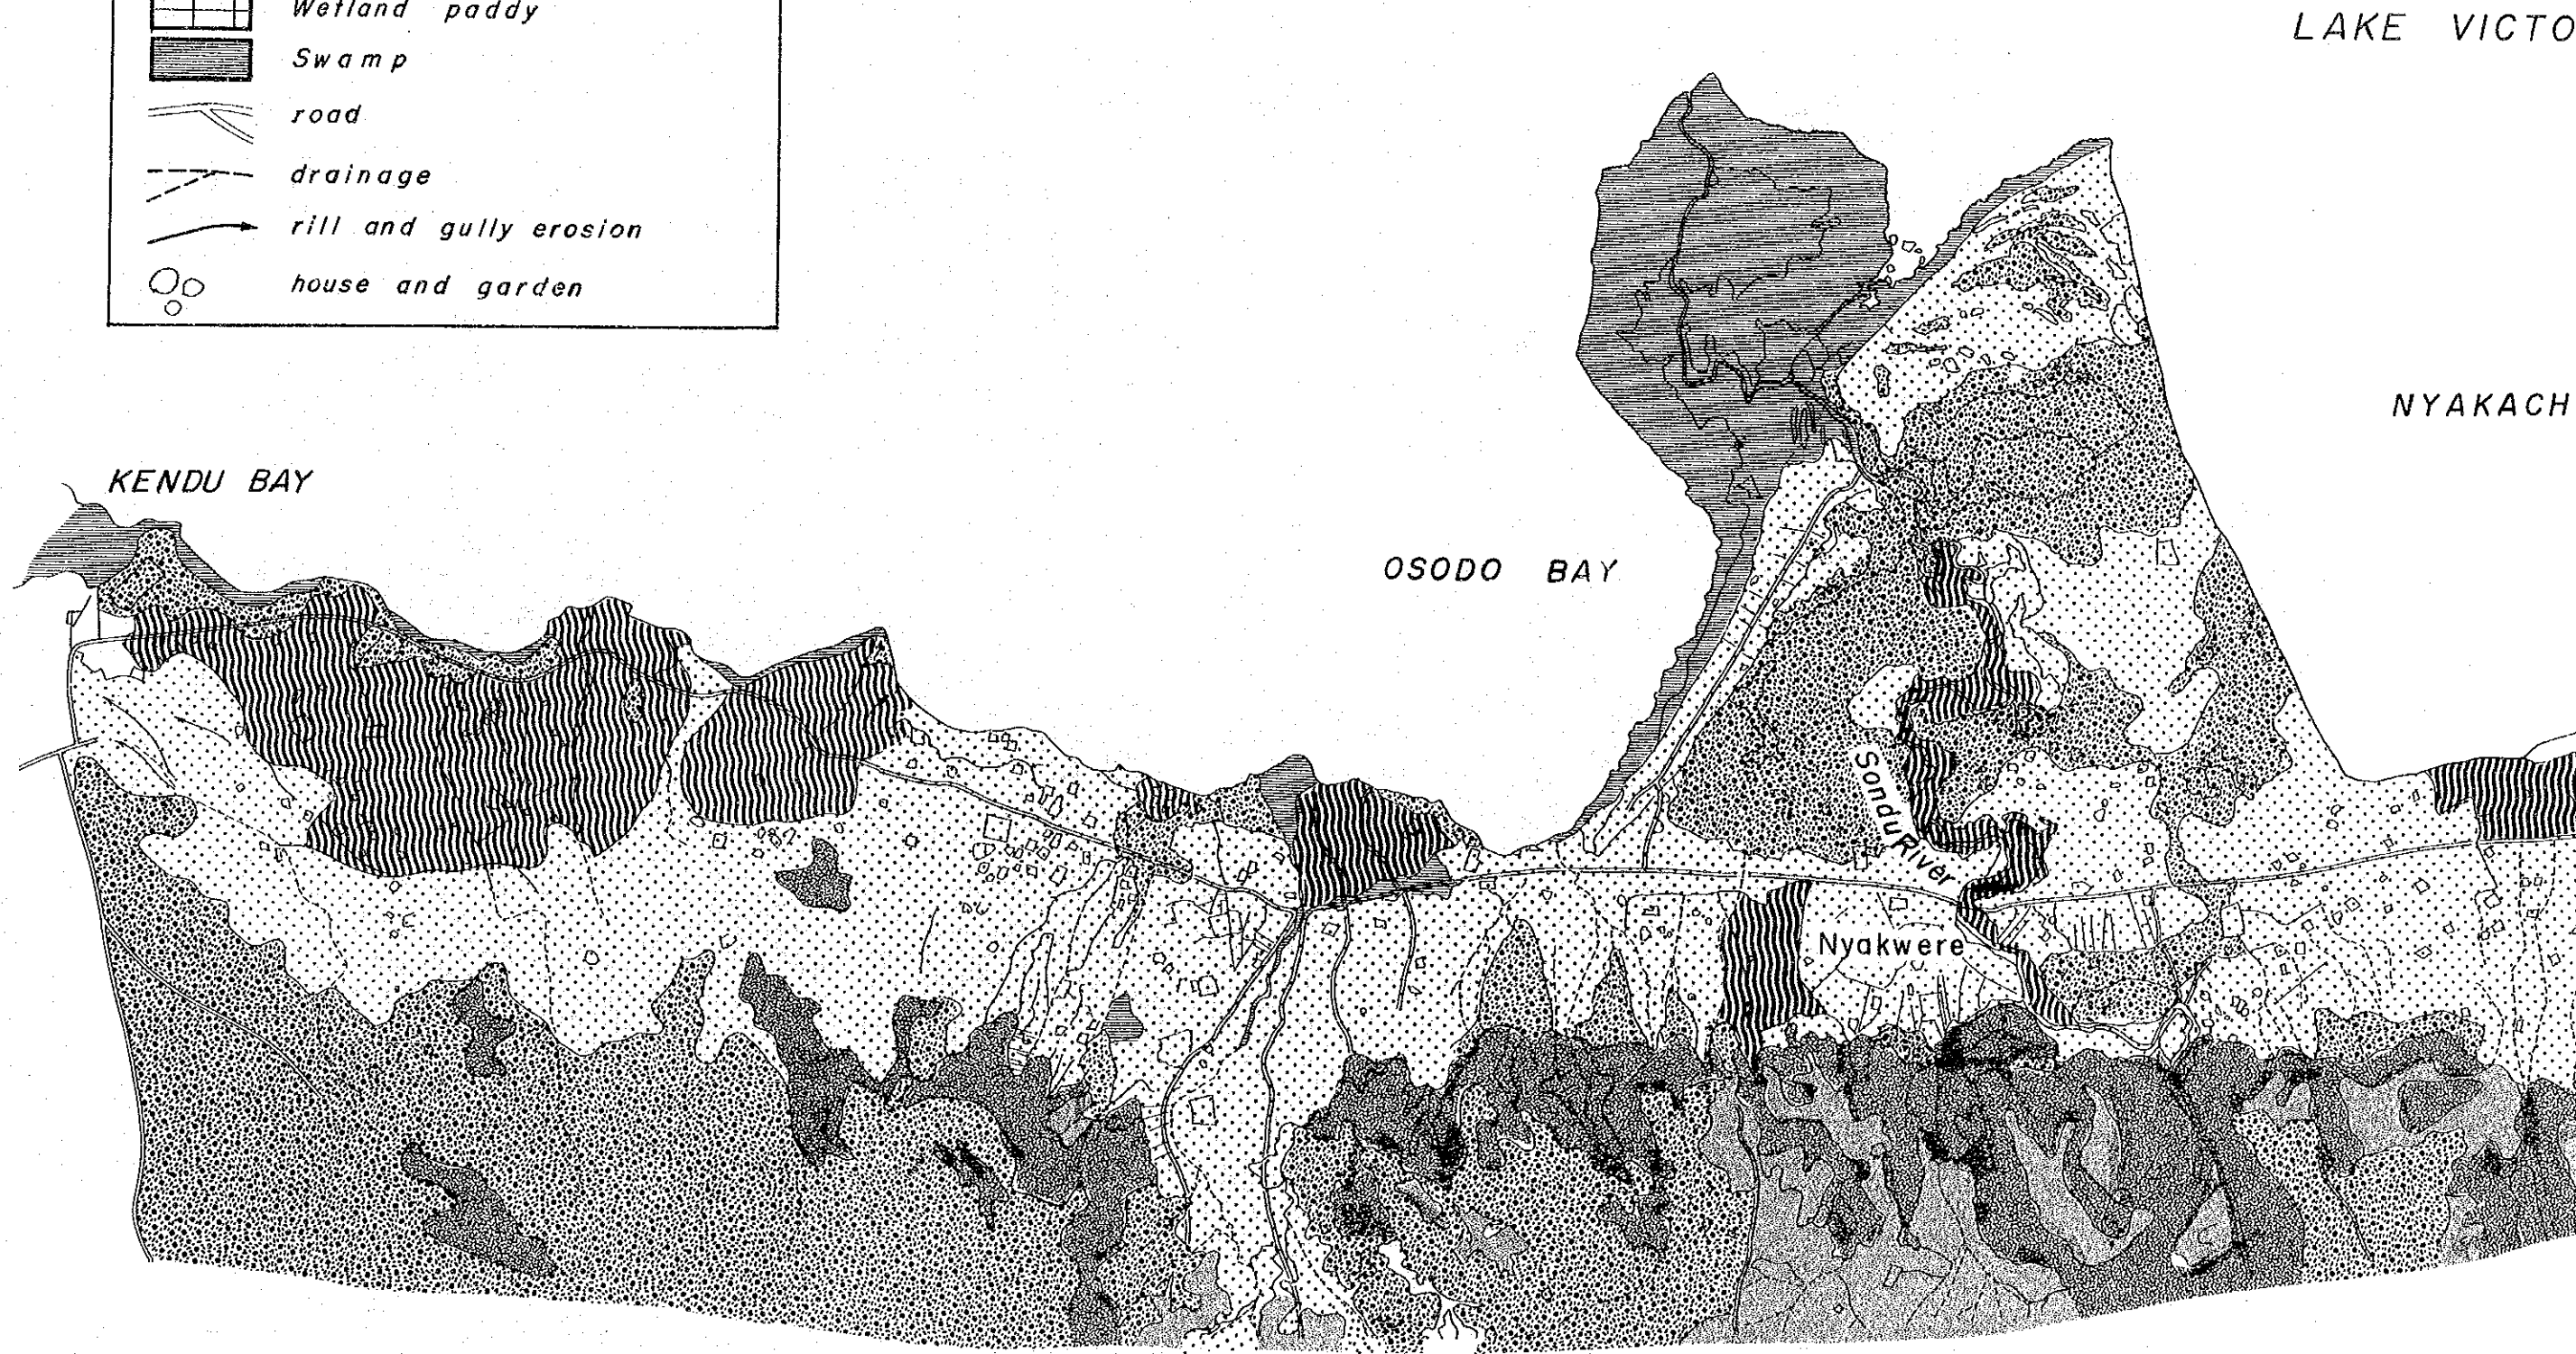 Wetland paddy
Swamp
road
drainage
rill and gully erosion
house and garden
LAKE VICTO
NYAKACH
KENDU BAY
OSODO BAY
Sondu River
Nyakwere